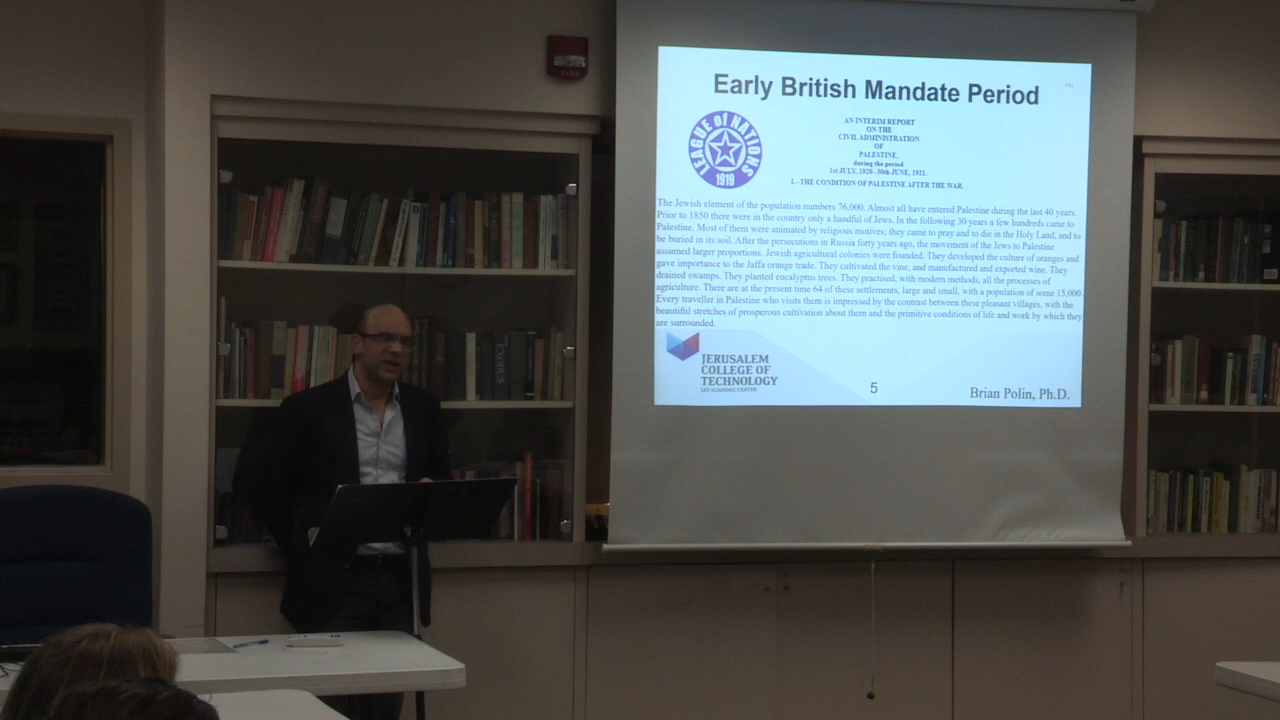 Early British Mandate Period
LEAGUE OF NATIONS
1919
AN INTERIM REPORT
ON THE
CIVIL ADMINISTRATION
OF
PALESTINE,
during the period
1st JULY, 1920--30th JUNE, 1921.
I.--THE CONDITION OF PALESTINE AFTER THE WAR.
The Jewish element of the population numbers 76,000. Almost all have entered Palestine during the last 40 years.
Prior to 1850 there were in the country only a handful of Jews. In the following 30 years a few hundreds came to
Palestine. Most of them were animated by religious motives; they came to pray and to die in the Holy Land, and to
be buried in its soil. After the persecutions in Russia forty years ago, the movement of the Jews to Palestine
assumed larger proportions. Jewish agricultural colonies were founded. They developed the culture of oranges and
gave importance to the Jaffa orange trade. They cultivated the vine, and manufactured and exported wine. They
drained swamps. They planted eucalyptus trees. They practised, with modern methods, all the processes of
agriculture. There are at the present time 64 of these settlements, large and small, with a population of some 15,000.
Every traveller in Palestine who visits them is impressed by the contrast between these pleasant villages, with the
beautiful stretches of prosperous cultivation about them and the primitive conditions of life and work by which they
are surrounded.
JERUSALEM
COLLEGE OF
TECHNOLOGY
LEV ACADEMIC CENTER
5
Brian Polin, Ph.D.